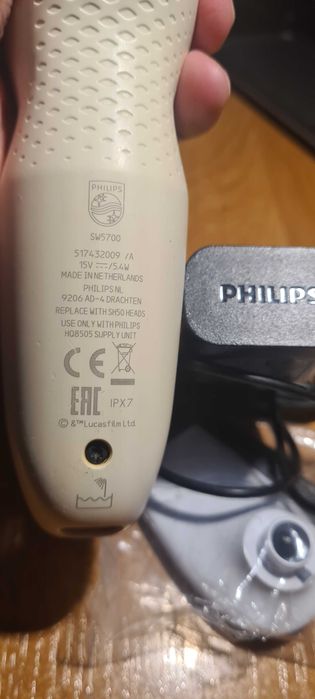 PHILIPS
SW5700
517432009 /A
15V ⎓/5.4W
MADE IN NETHERLANDS
PHILIPS NL
9206 AD-4 DRACHTEN
REPLACE WITH SH50 HEADS
USE ONLY WITH PHILIPS
HQ8505 SUPPLY UNIT
CE
EAC IPX7
© &™Lucasfilm Ltd.
PHILIPS